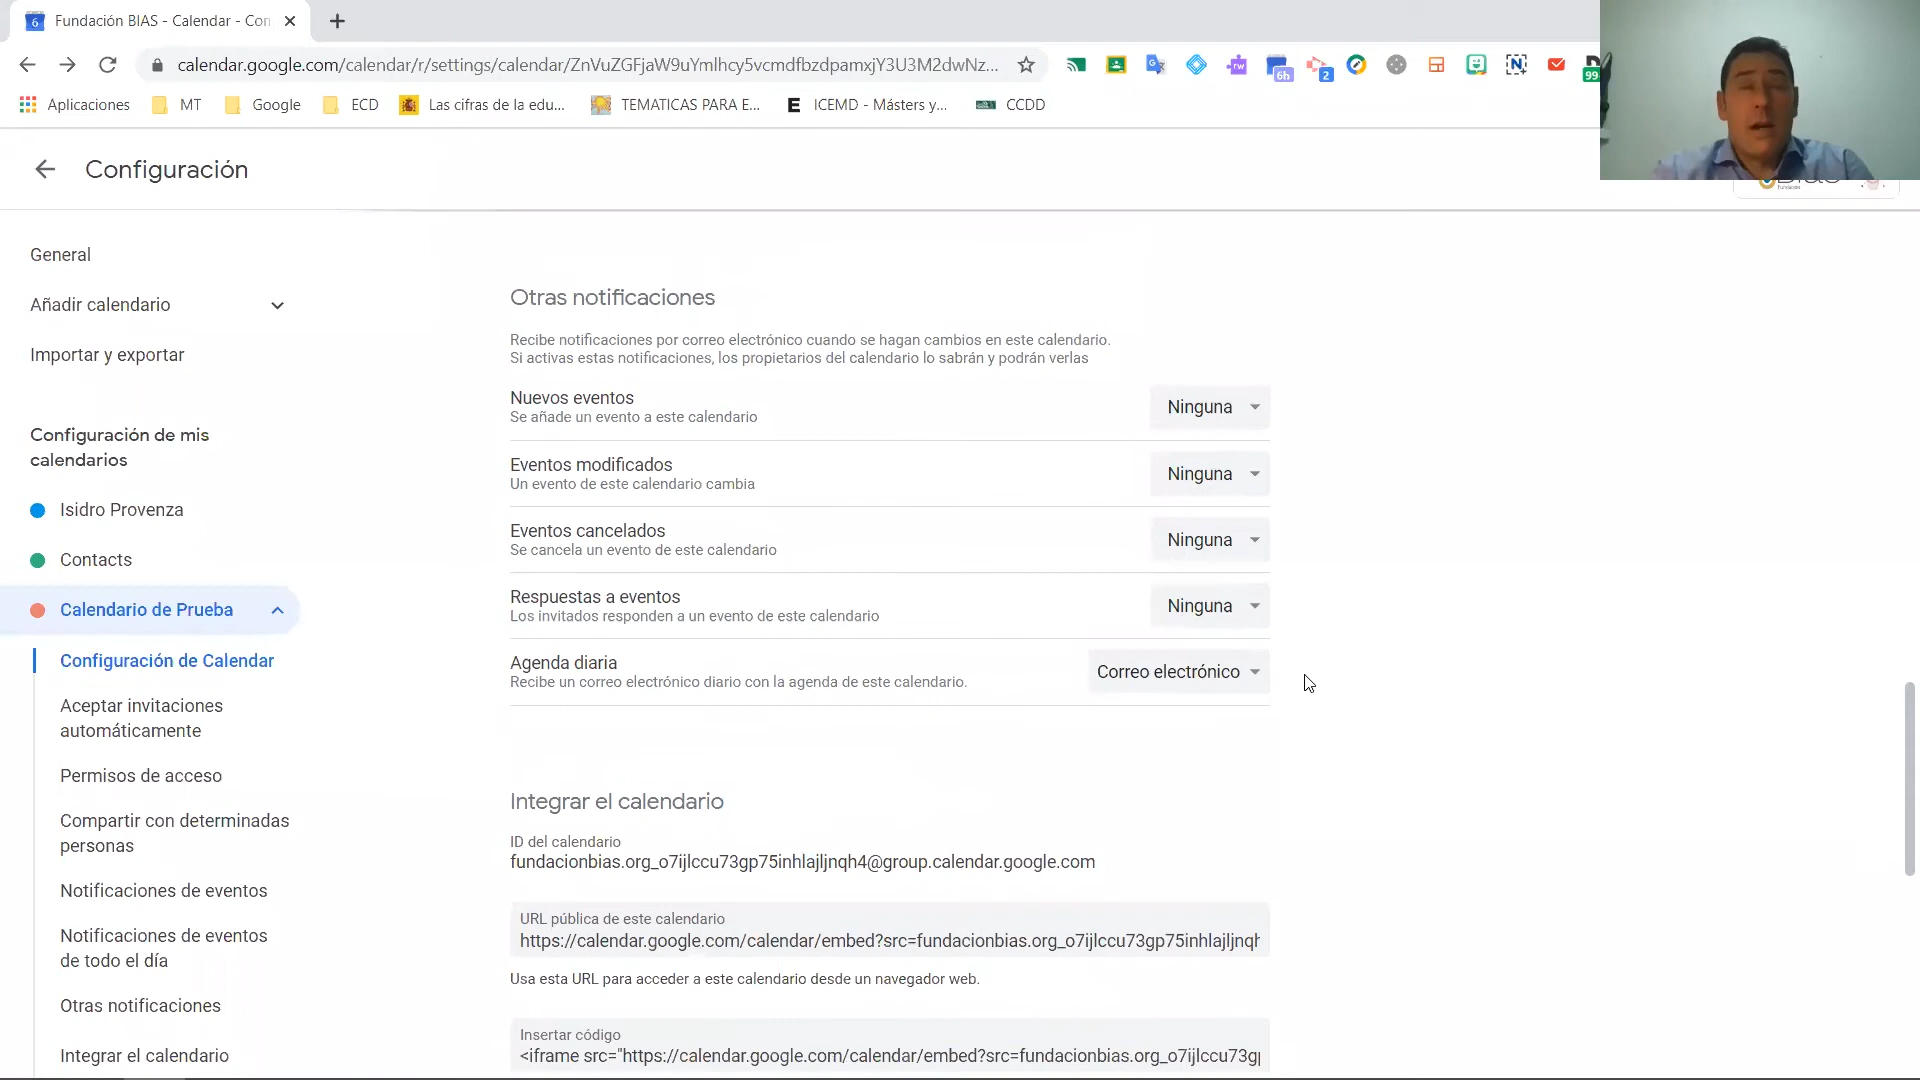 Fundación BIAS - Calendar - Con
calendar.google.com/calendar/r/settings/calendar/ZnVuZGFjaW9uYmlhcy5vcmdfbzdpamxjY3U3M2dwNz...
6h
2
99
Aplicaciones
MT
Google
ECD
Las cifras de la edu...
TEMATICAS PARA E...
ICEMD - Másters y...
CCDD
Configuración
General
Añadir calendario
Importar y exportar
Configuración de mis
calendarios
Isidro Provenza
Contacts
Calendario de Prueba
Configuración de Calendar
Aceptar invitaciones
automáticamente
Permisos de acceso
Compartir con determinadas
personas
Notificaciones de eventos
Notificaciones de eventos
de todo el día
Otras notificaciones
Integrar el calendario
Otras notificaciones
Recibe notificaciones por correo electrónico cuando se hagan cambios en este calendario.
Si activas estas notificaciones, los propietarios del calendario lo sabrán y podrán verlas
Nuevos eventos
Ninguna
Se añade un evento a este calendario
Eventos modificados
Ninguna
Un evento de este calendario cambia
Eventos cancelados
Ninguna
Se cancela un evento de este calendario
Respuestas a eventos
Ninguna
Los invitados responden a un evento de este calendario
Agenda diaria
Correo electrónico
Recibe un correo electrónico diario con la agenda de este calendario.
Integrar el calendario
ID del calendario
fundacionbias.org_o7ijlccu73gp75inhlajljnqh4@group.calendar.google.com
URL pública de este calendario
https://calendar.google.com/calendar/embed?src=fundacionbias.org_o7ijlccu73gp75inhlajljnqh
Usa esta URL para acceder a este calendario desde un navegador web.
Insertar código
<iframe src="https://calendar.google.com/calendar/embed?src=fundacionbias.org_o7ijlccu73g